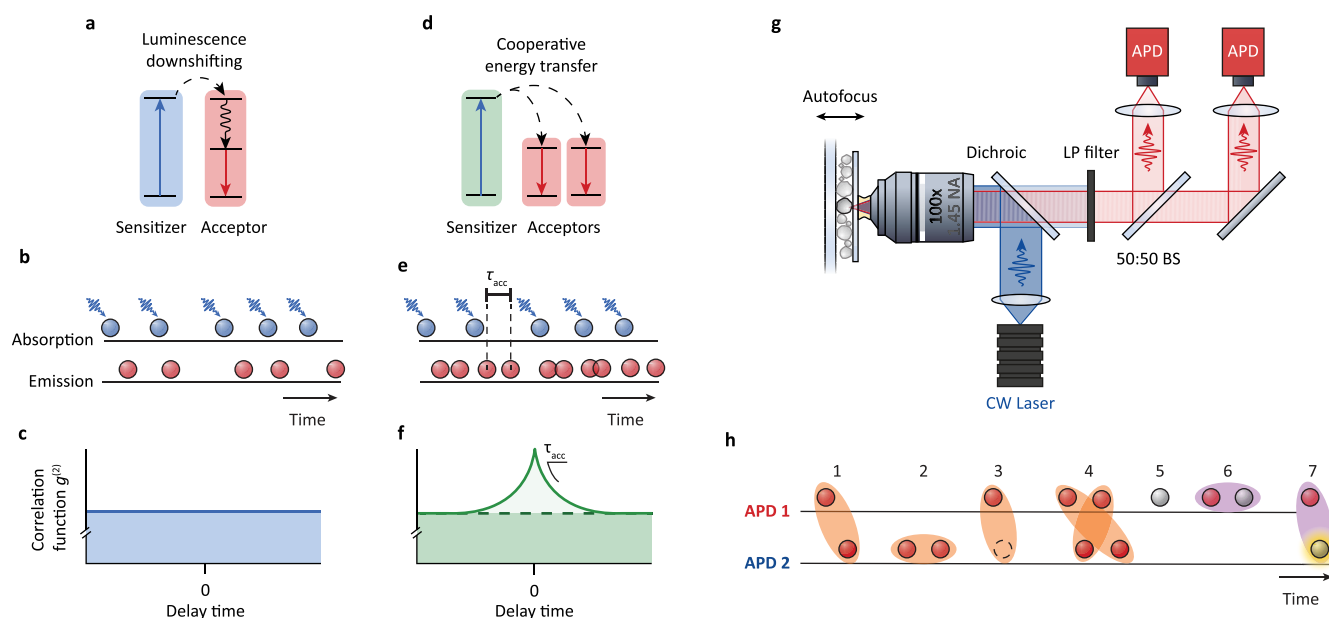 a
Luminescence
downshifting
Sensitizer
Acceptor
b
Absorption
Emission
Time
c
Correlation
function g(2)
0
Delay time
d
Cooperative
energy transfer
Sensitizer
Acceptors
e
τacc
Time
f
τacc
0
Delay time
g
APD
APD
Autofocus
Dichroic
LP filter
100x
1.45 NA
50:50 BS
CW Laser
h
1 2 3 4 5 6 7
APD 1
APD 2
Time